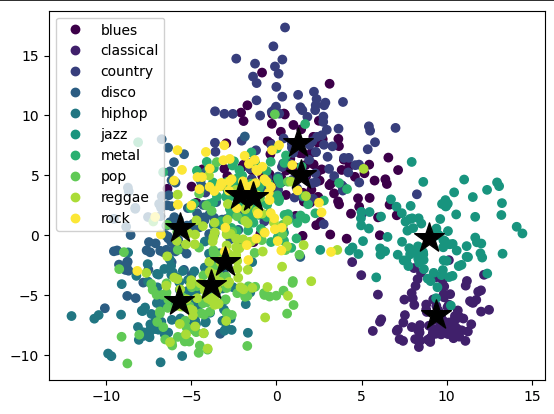 blues
classical
country
disco
hiphop
jazz
metal
pop
reggae
rock
15
10
5
0
−5
−10
−10
−5
0
5
10
15